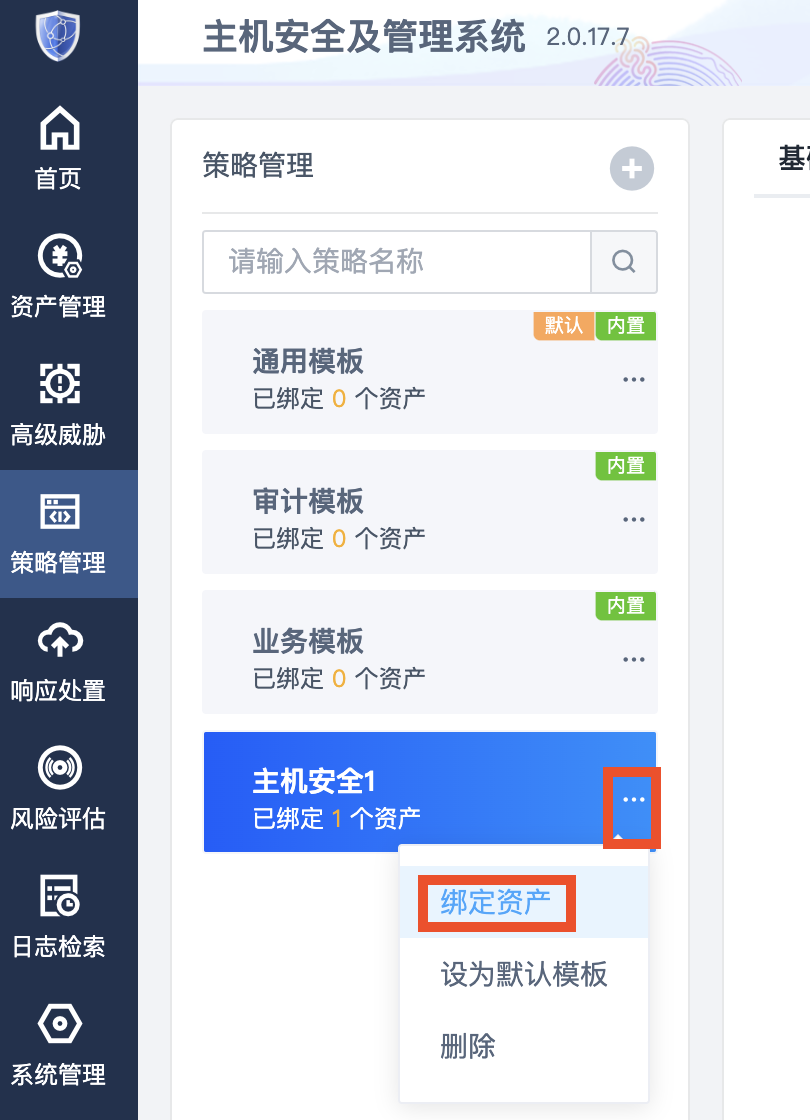 主机安全及管理系统 2.0.17.7
首页
资产管理
高级威胁
策略管理
响应处置
风险评估
日志检索
系统管理
策略管理
请输入策略名称
默认 内置
通用模板
已绑定 0 个资产
内置
审计模板
已绑定 0 个资产
内置
业务模板
已绑定 0 个资产
主机安全1
已绑定 1 个资产
绑定资产
设为默认模板
删除